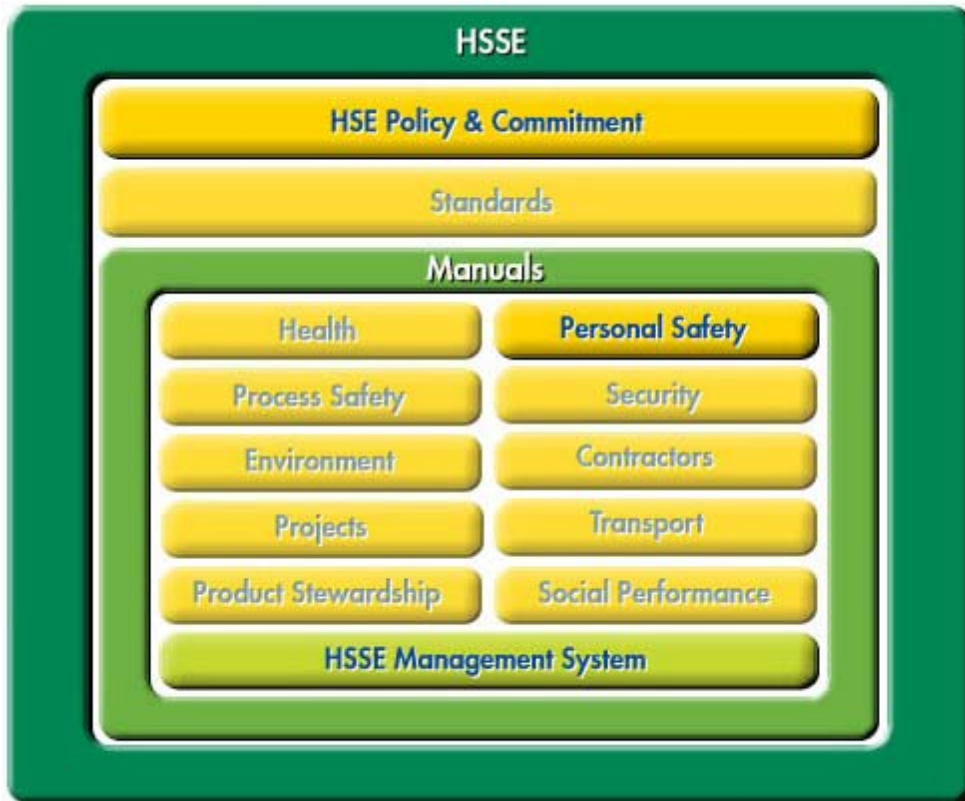 HSSE
HSE Policy & Commitment
Standards
Manuals
Health
Personal Safety
Process Safety
Security
Environment
Contractors
Projects
Transport
Product Stewardship
Social Performance
HSSE Management System